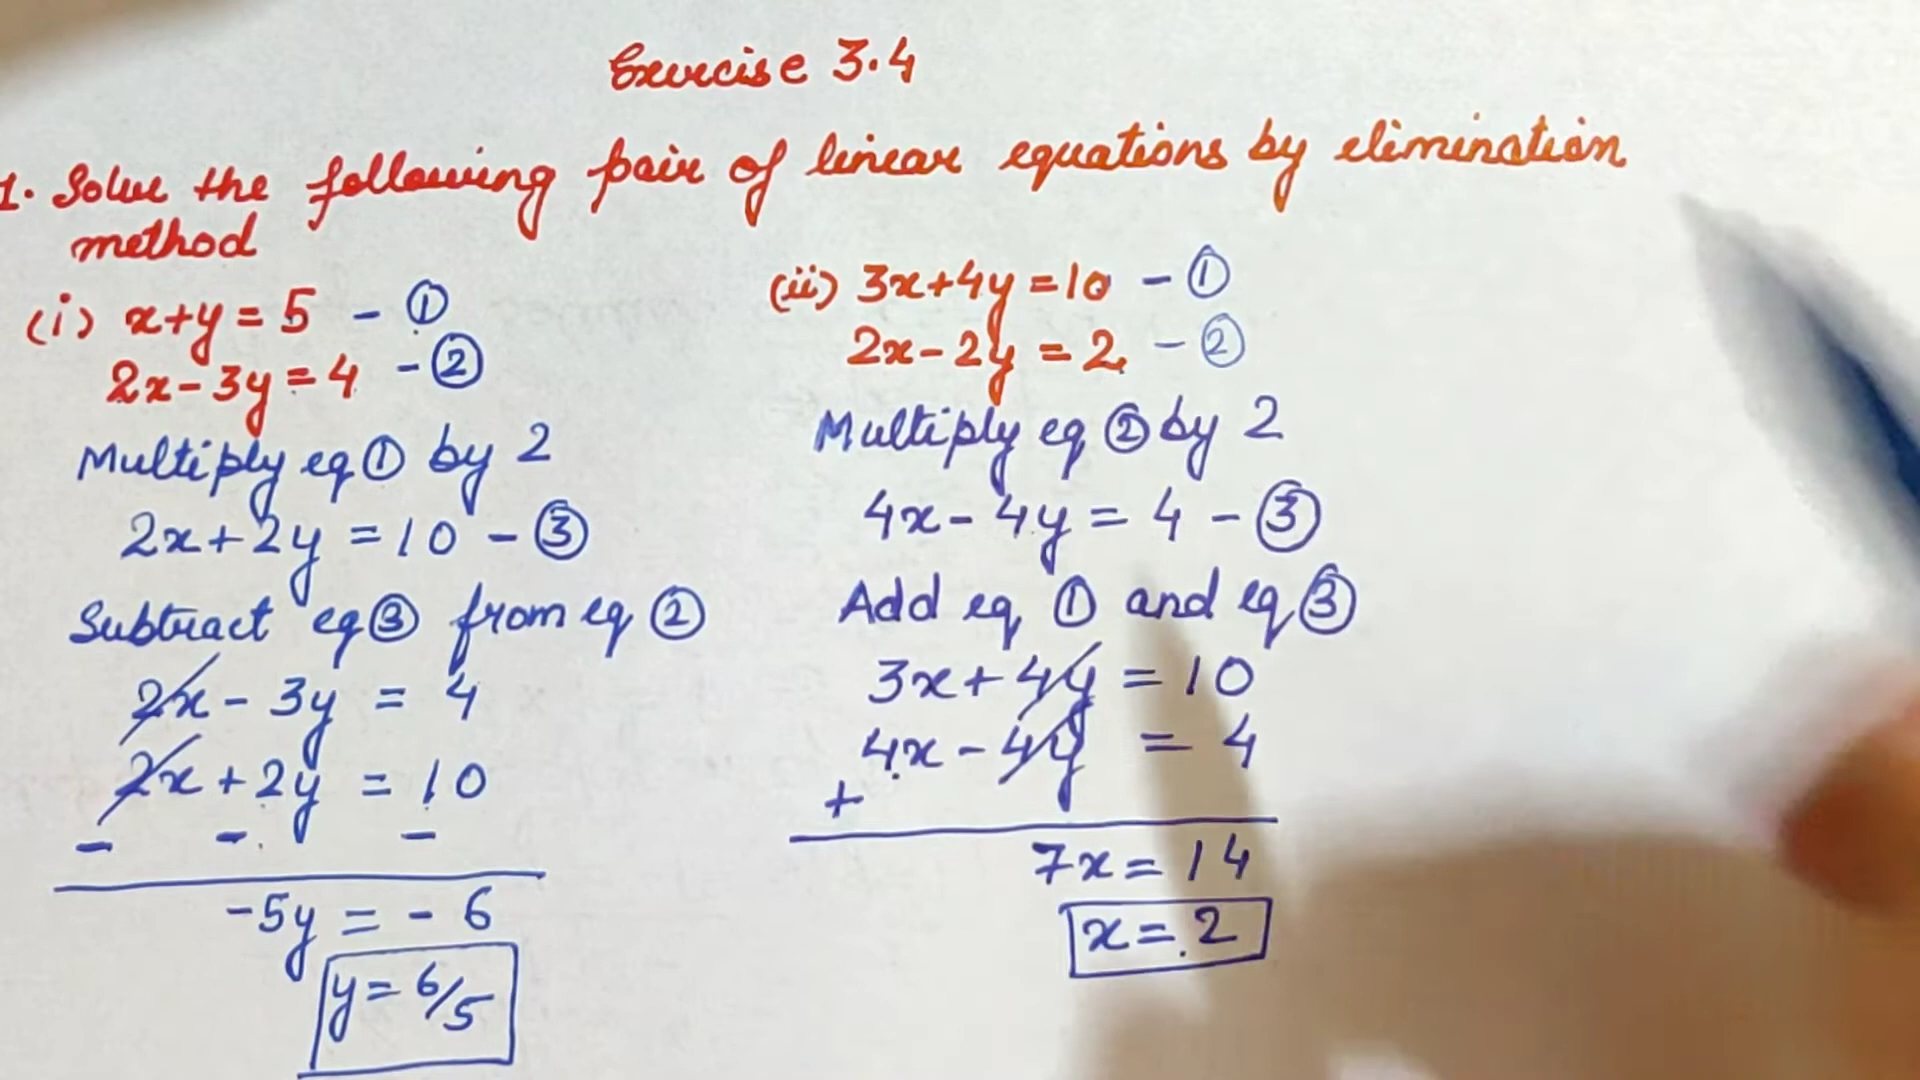 Exercise 3.4
1. Solve the following pair of linear equations by elimination
method
(i) x+y = 5 - ①
2x - 3y = 4 - ②
Multiply eq ① by 2
2x + 2y = 10 - ③
Subtract eq ③ from eq ②
2x - 3y = 4
2x + 2y = 10
- - -
-5y = - 6
y = 6/5
(ii) 3x+4y = 10 - ①
2x - 2y = 2 - ②
Multiply eq ② by 2
4x - 4y = 4 - ③
Add eq ① and eq ③
3x + 4y = 10
4x - 4y = 4
+
7x = 14
x = 2